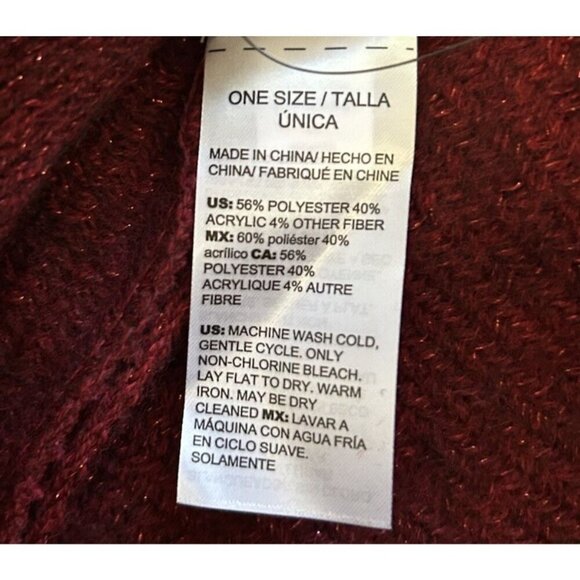 ONE SIZE / TALLA
ÚNICA
MADE IN CHINA/ HECHO EN
CHINA/ FABRIQUÉ EN CHINE
US: 56% POLYESTER 40%
ACRYLIC 4% OTHER FIBER
MX: 60% poliéster 40%
acrílico CA: 56%
POLYESTER 40%
ACRYLIQUE 4% AUTRE
FIBRE
US: MACHINE WASH COLD,
GENTLE CYCLE. ONLY
NON-CHLORINE BLEACH.
LAY FLAT TO DRY. WARM
IRON. MAY BE DRY
CLEANED MX: LAVAR A
MÁQUINA CON AGUA FRÍA
EN CICLO SUAVE.
SOLAMENTE